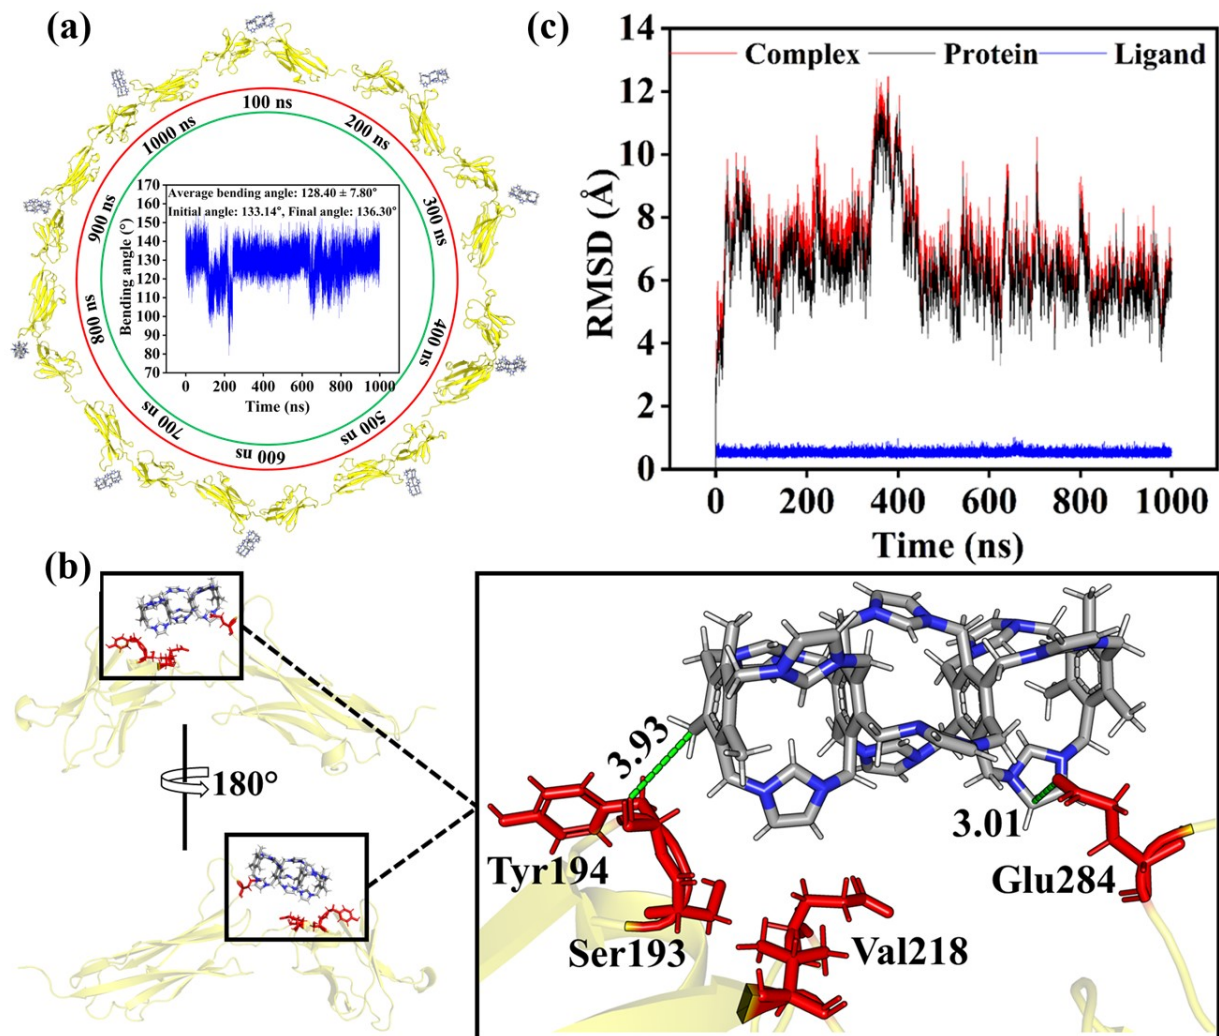 (a)
100 ns
200 ns
300 ns
400 ns
500 ns
600 ns
700 ns
800 ns
900 ns
1000 ns
170
160
150
140
130
120
110
100
90
80
70
Bending angle (°)
Average bending angle: 128.40 ± 7.80°
Initial angle: 133.14°, Final angle: 136.30°
0 200 400 600 800 1000
Time (ns)
(c)
14
12
10
8
6
4
2
0
RMSD (Å)
Complex Protein Ligand
0 200 400 600 800 1000
Time (ns)
(b)
180°
3.93
3.01
Tyr194
Glu284
Ser193
Val218